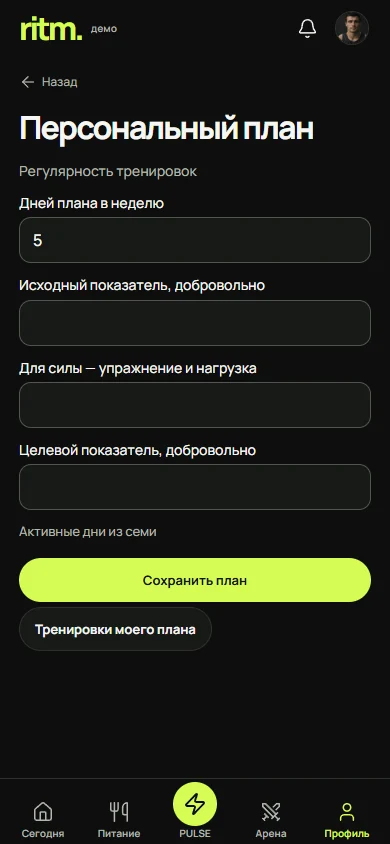 ritm. демо
Назад
Персональный план
Регулярность тренировок
Дней плана в неделю
5
Исходный показатель, добровольно
Для силы — упражнение и нагрузка
Целевой показатель, добровольно
Активные дни из семи
Сохранить план
Тренировки моего плана
Сегодня Питание PULSE Арена Профиль